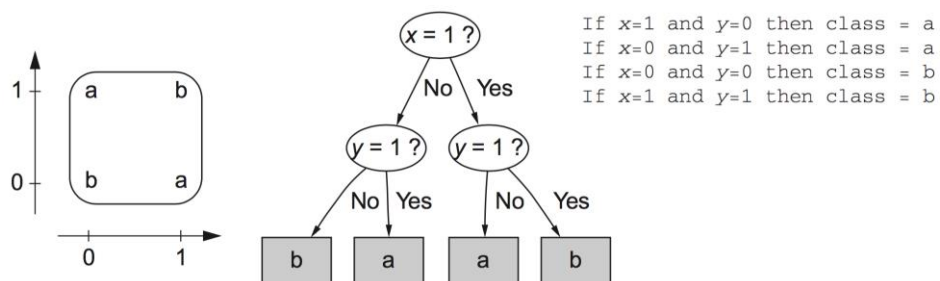 1
0
a b
b a
0 1
x = 1 ?
No Yes
y = 1 ? y = 1 ?
No Yes No Yes
b a a b
If x=1 and y=0 then class = a
If x=0 and y=1 then class = a
If x=0 and y=0 then class = b
If x=1 and y=1 then class = b